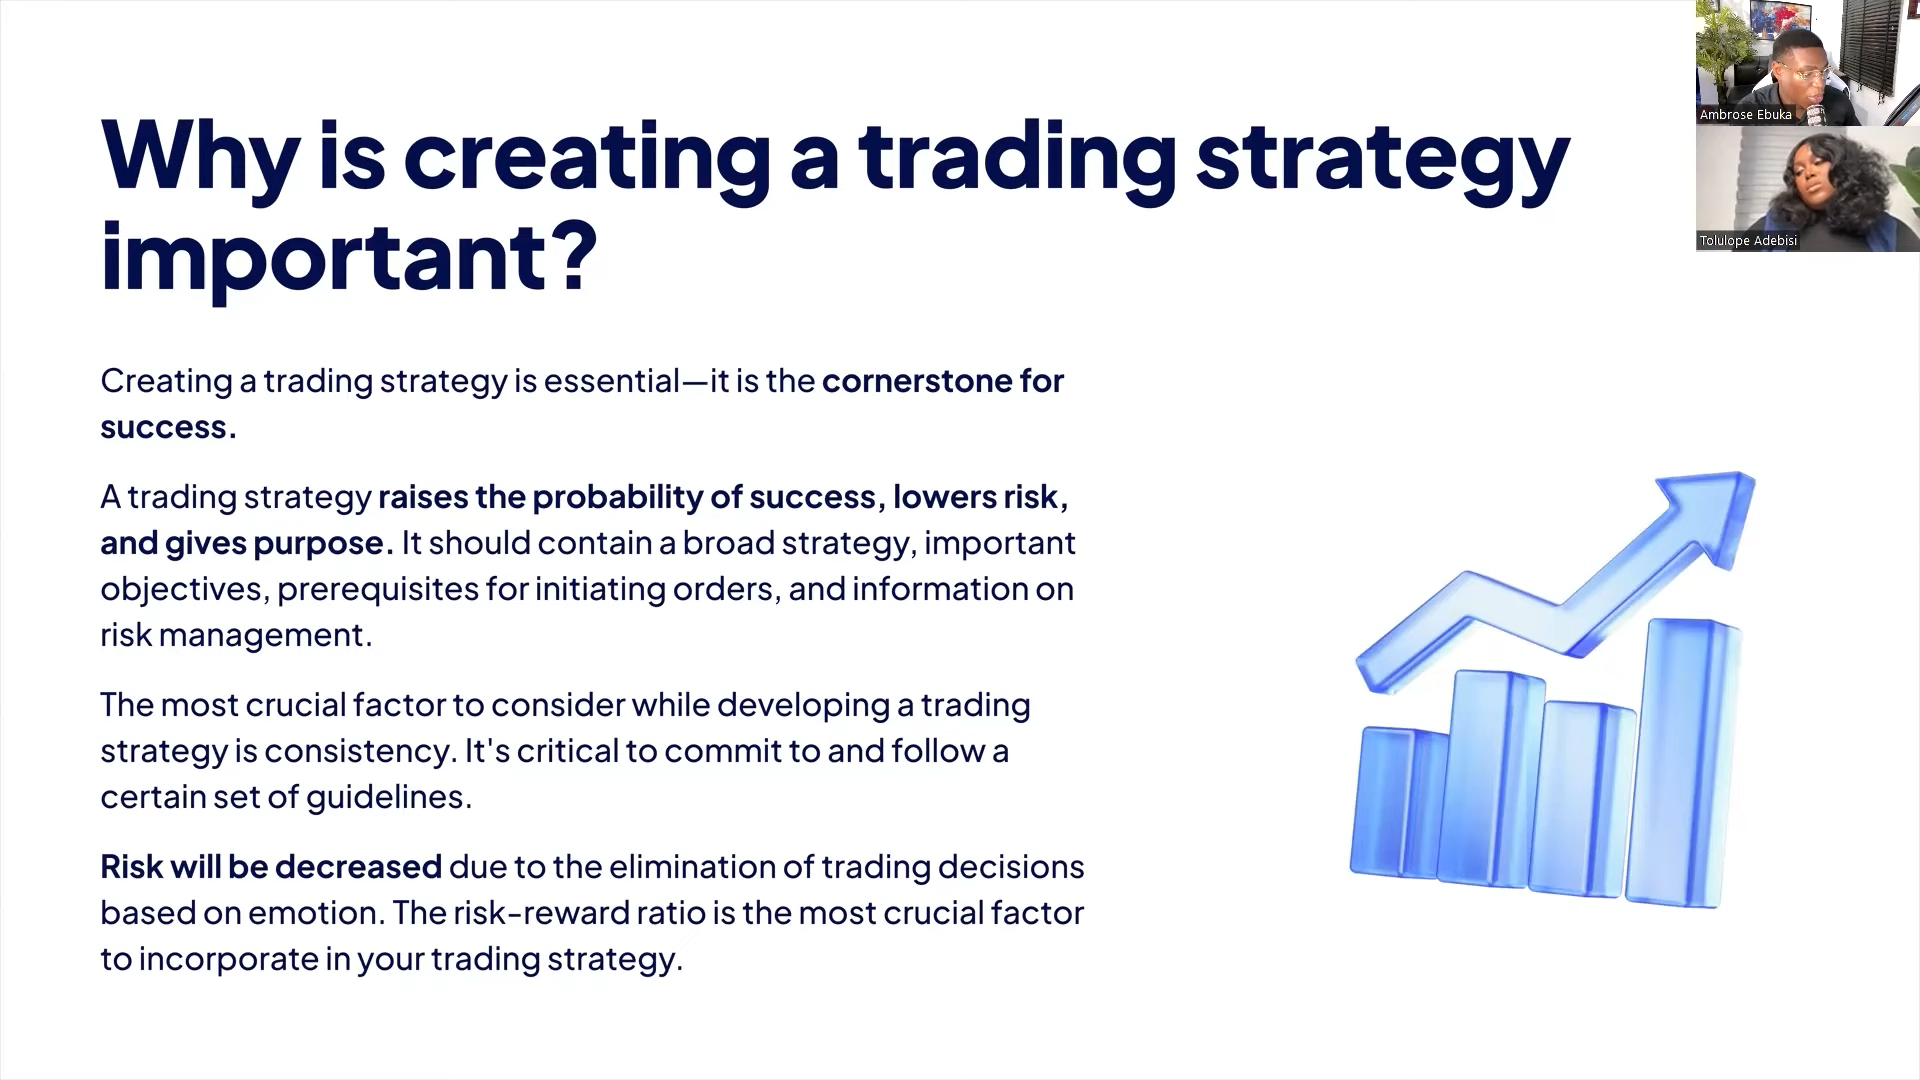 Why is creating a trading strategy
important?
Creating a trading strategy is essential—it is the cornerstone for
success.
A trading strategy raises the probability of success, lowers risk,
and gives purpose. It should contain a broad strategy, important
objectives, prerequisites for initiating orders, and information on
risk management.
The most crucial factor to consider while developing a trading
strategy is consistency. It's critical to commit to and follow a
certain set of guidelines.
Risk will be decreased due to the elimination of trading decisions
based on emotion. The risk-reward ratio is the most crucial factor
to incorporate in your trading strategy.
Ambrose Ebuka
Tolulope Adebisi